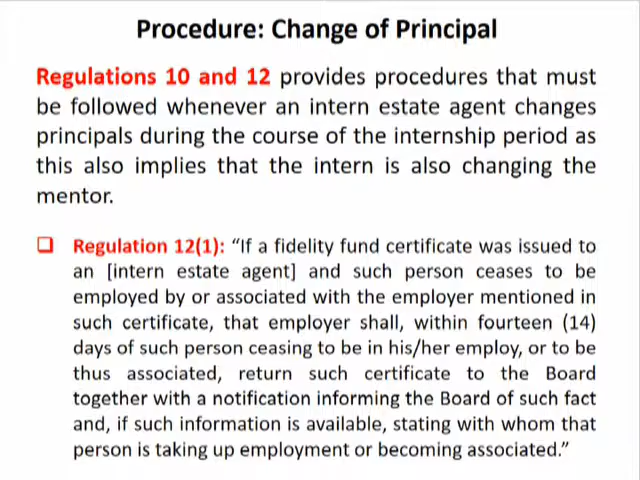 Procedure: Change of Principal
Regulations 10 and 12 provides procedures that must
be followed whenever an intern estate agent changes
principals during the course of the internship period as
this also implies that the intern is also changing the
mentor.
Regulation 12(1): “If a fidelity fund certificate was issued to
an [intern estate agent] and such person ceases to be
employed by or associated with the employer mentioned in
such certificate, that employer shall, within fourteen (14)
days of such person ceasing to be in his/her employ, or to be
thus associated, return such certificate to the Board
together with a notification informing the Board of such fact
and, if such information is available, stating with whom that
person is taking up employment or becoming associated.”